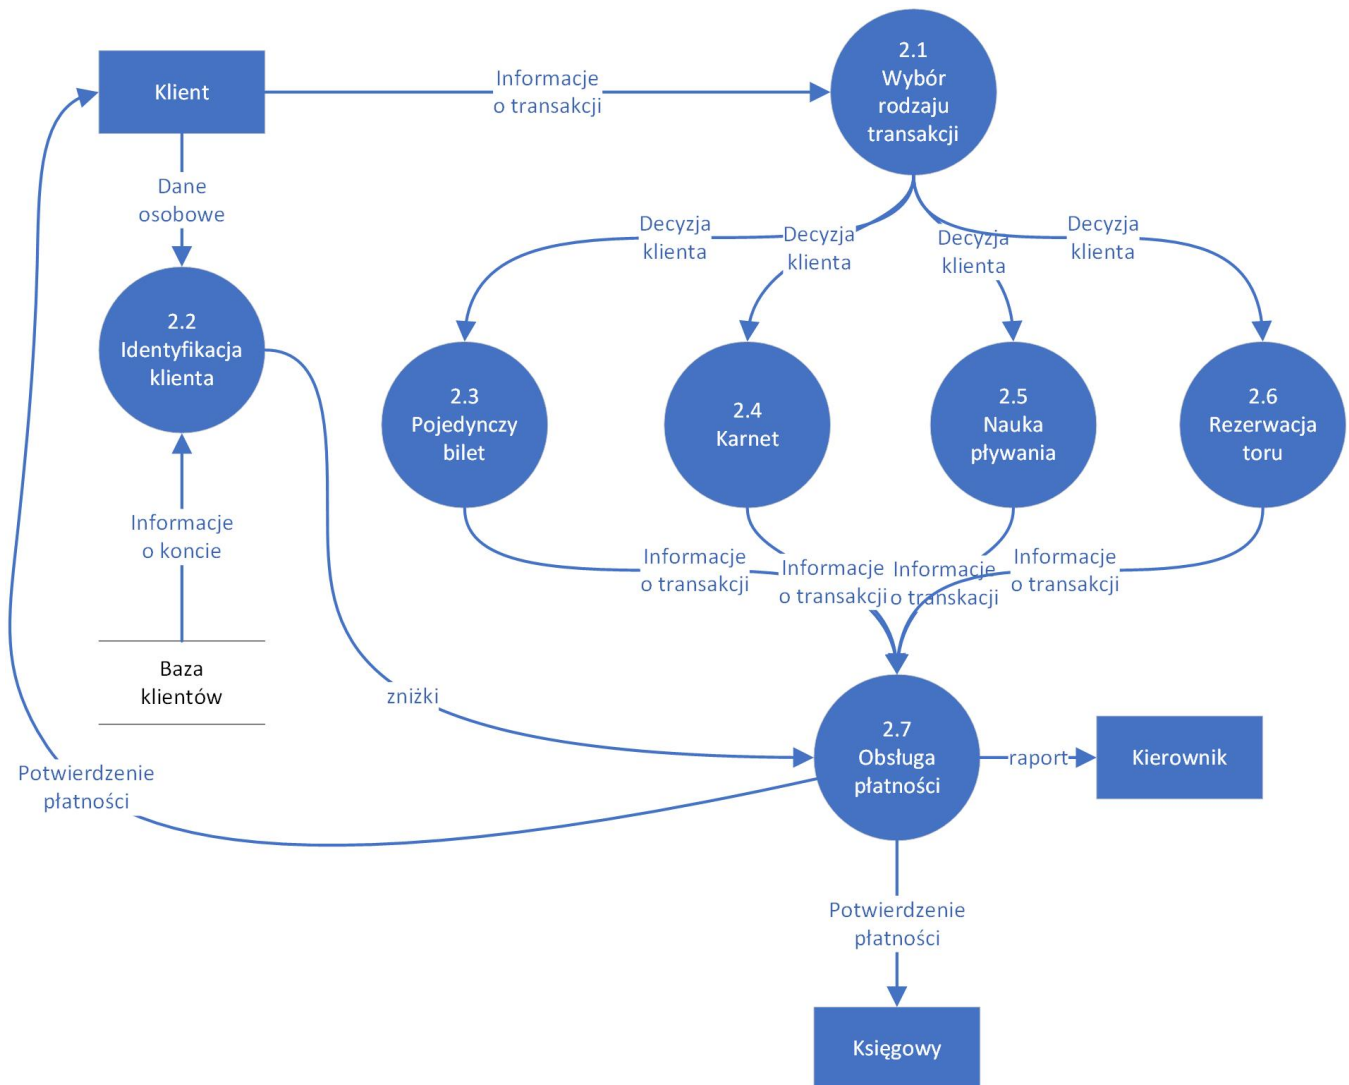 Klient
Informacje
o transakcji
2.1
Wybór
rodzaju
transakcji
Dane
osobowe
Decyzja
klienta
Decyzja
klienta
Decyzja
klienta
Decyzja
klienta
2.2
Identyfikacja
klienta
2.3
Pojedynczy
bilet
2.4
Karnet
2.5
Nauka
pływania
2.6
Rezerwacja
toru
Informacje
o koncie
Informacje
o transakcji
Informacje
o transakcji
Informacje
o transkacji
Informacje
o transakcji
Baza
klientów
zniżki
2.7
Obsługa
płatności
raport
Kierownik
Potwierdzenie
płatności
Potwierdzenie
płatności
Księgowy